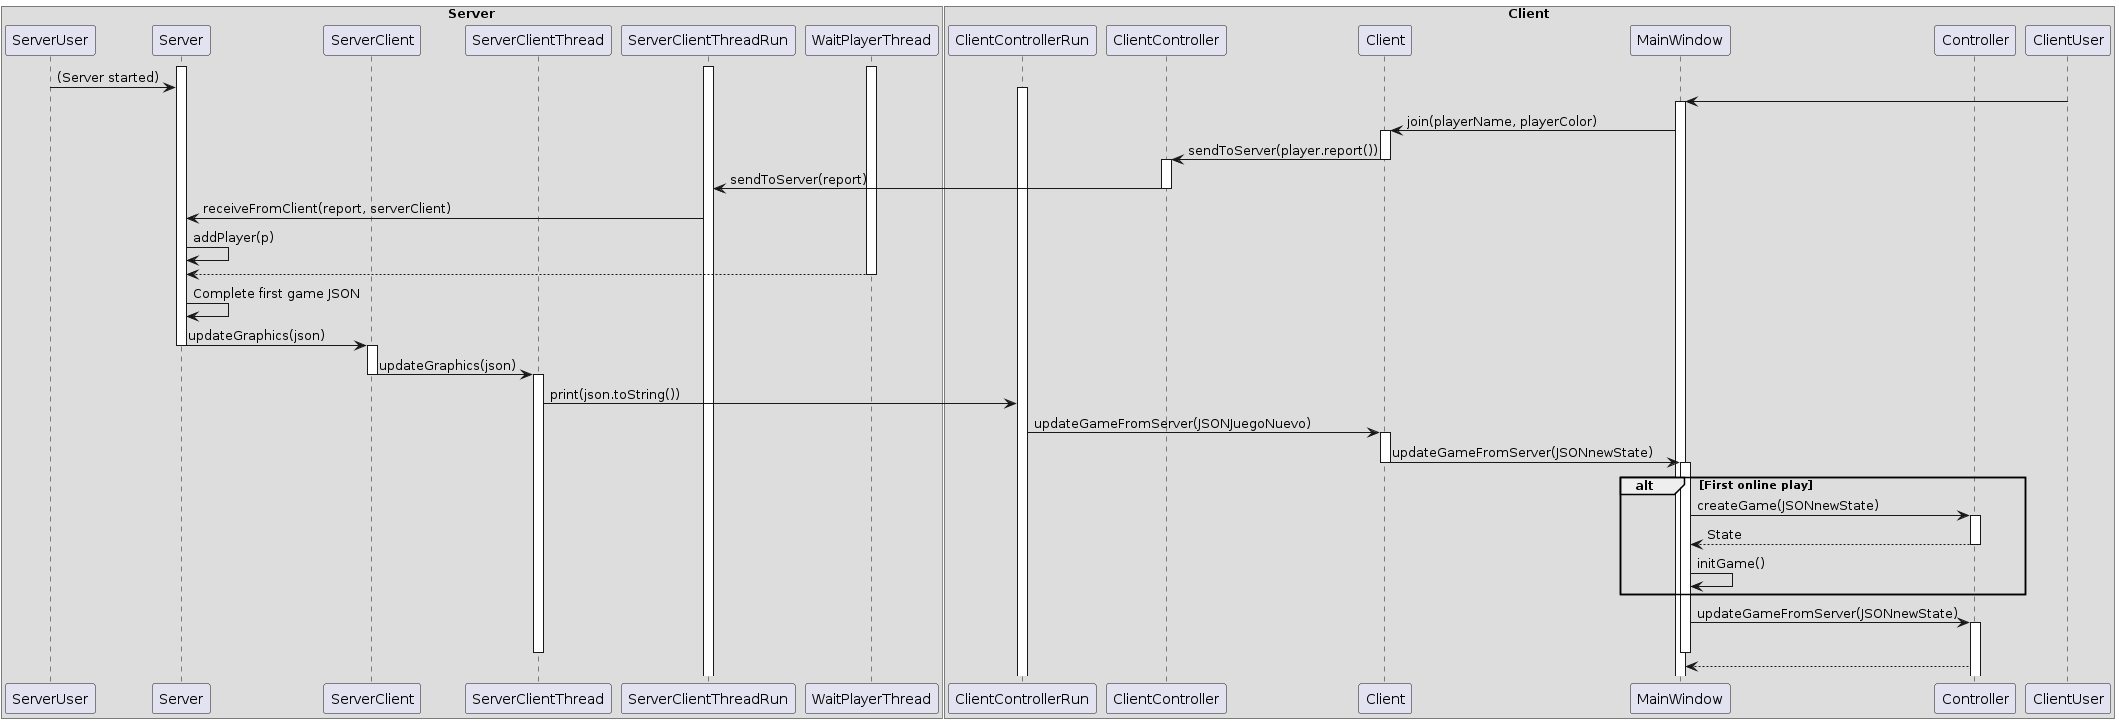 Server
Client
ServerUser
Server
ServerClient
ServerClientThread
ServerClientThreadRun
WaitPlayerThread
ClientControllerRun
ClientController
Client
MainWindow
Controller
ClientUser
(Server started)
join(playerName, playerColor)
sendToServer(player.report())
sendToServer(report)
receiveFromClient(report, serverClient)
addPlayer(p)
Complete first game JSON
updateGraphics(json)
updateGraphics(json)
print(json.toString())
updateGameFromServer(JSONJuegoNuevo)
updateGameFromServer(JSONnewState)
alt
[First online play]
createGame(JSONnewState)
State
initGame()
updateGameFromServer(JSONnewState)
ServerUser
Server
ServerClient
ServerClientThread
ServerClientThreadRun
WaitPlayerThread
ClientControllerRun
ClientController
Client
MainWindow
Controller
ClientUser